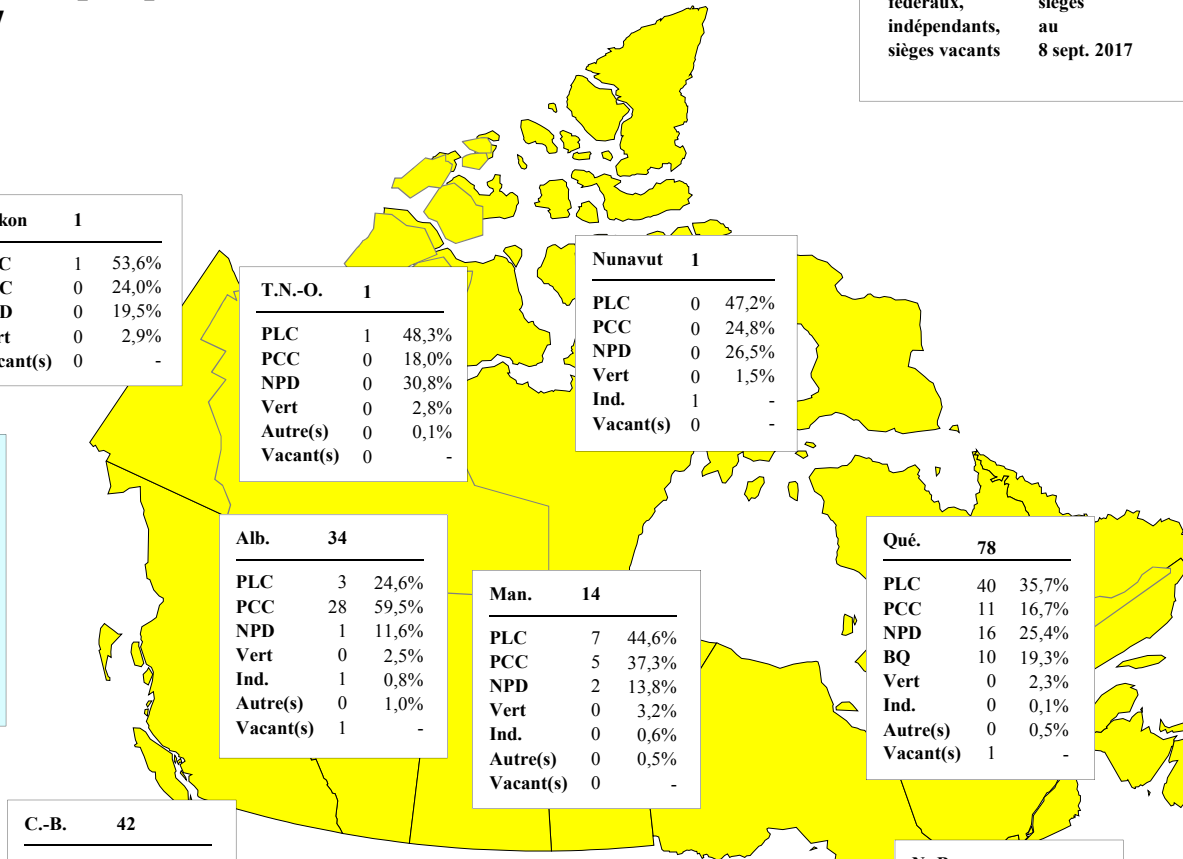 fédéraux, sièges
indépendants, au
sièges vacants 8 sept. 2017
kon 1
C 1 53,6%
C 0 24,0%
D 0 19,5%
rt 0 2,9%
cant(s) 0 -
T.N.-O. 1
PLC 1 48,3%
PCC 0 18,0%
NPD 0 30,8%
Vert 0 2,8%
Autre(s) 0 0,1%
Vacant(s) 0 -
Nunavut 1
PLC 0 47,2%
PCC 0 24,8%
NPD 0 26,5%
Vert 0 1,5%
Ind. 1 -
Vacant(s) 0 -
Alb. 34
PLC 3 24,6%
PCC 28 59,5%
NPD 1 11,6%
Vert 0 2,5%
Ind. 1 0,8%
Autre(s) 0 1,0%
Vacant(s) 1 -
Man. 14
PLC 7 44,6%
PCC 5 37,3%
NPD 2 13,8%
Vert 0 3,2%
Ind. 0 0,6%
Autre(s) 0 0,5%
Vacant(s) 0 -
Qué. 78
PLC 40 35,7%
PCC 11 16,7%
NPD 16 25,4%
BQ 10 19,3%
Vert 0 2,3%
Ind. 0 0,1%
Autre(s) 0 0,5%
Vacant(s) 1 -
C.-B. 42